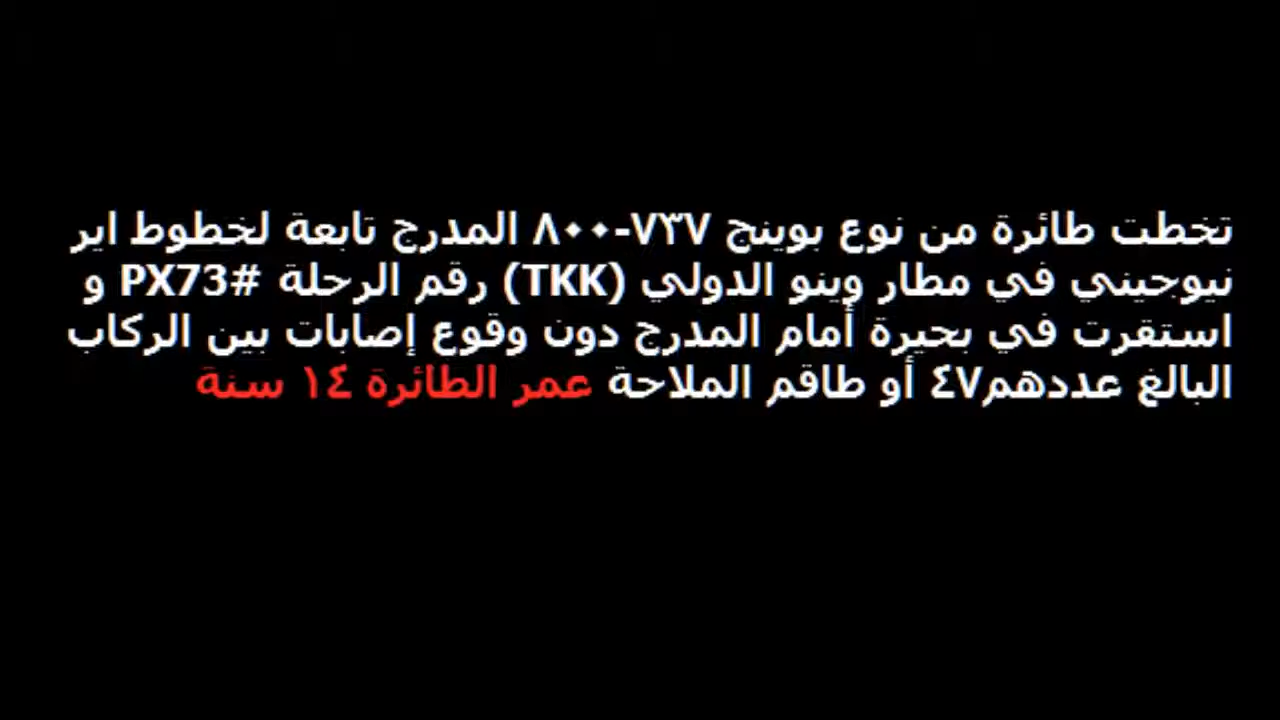 تخطت طائرة من نوع بوينج ٧٣٧-٨٠٠ المدرج تابعة لخطوط اير
نيوجيني في مطار وينو الدولي (TKK) رقم الرحلة #PX73 و
استقرت في بحيرة أمام المدرج دون وقوع إصابات بين الركاب
البالغ عددهم٤٧ أو طاقم الملاحة عمر الطائرة ١٤ سنة